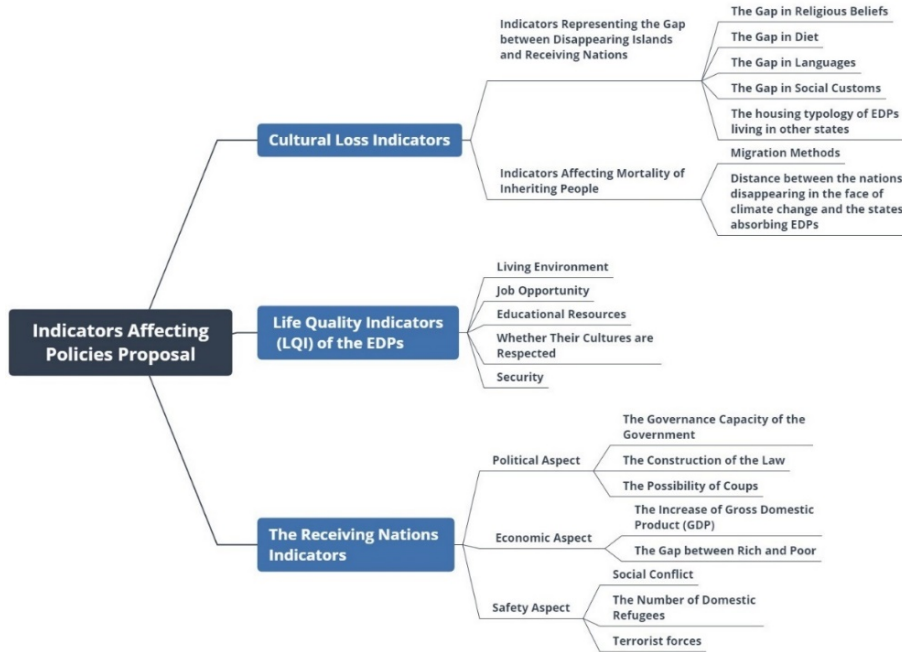 Indicators Affecting
Policies Proposal
Cultural Loss Indicators
Indicators Representing the Gap
between Disappearing Islands
and Receiving Nations
The Gap in Religious Beliefs
The Gap in Diet
The Gap in Languages
The Gap in Social Customs
The housing typology of EDPs
living in other states
Indicators Affecting Mortality of
Inheriting People
Migration Methods
Distance between the nations
disappearing in the face of
climate change and the states
absorbing EDPs
Life Quality Indicators
(LQI) of the EDPs
Living Environment
Job Opportunity
Educational Resources
Whether Their Cultures are
Respected
Security
The Receiving Nations
Indicators
Political Aspect
The Governance Capacity of the
Government
The Construction of the Law
The Possibility of Coups
Economic Aspect
The Increase of Gross Domestic
Product (GDP)
The Gap between Rich and Poor
Safety Aspect
Social Conflict
The Number of Domestic
Refugees
Terrorist forces